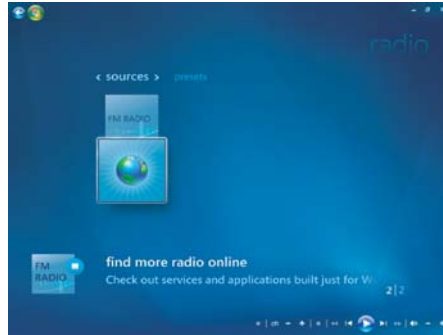 radio
< sources > presets
FM RADIO
FM
RADIO
find more radio online
Check out services and applications built just for W
2|2
ch